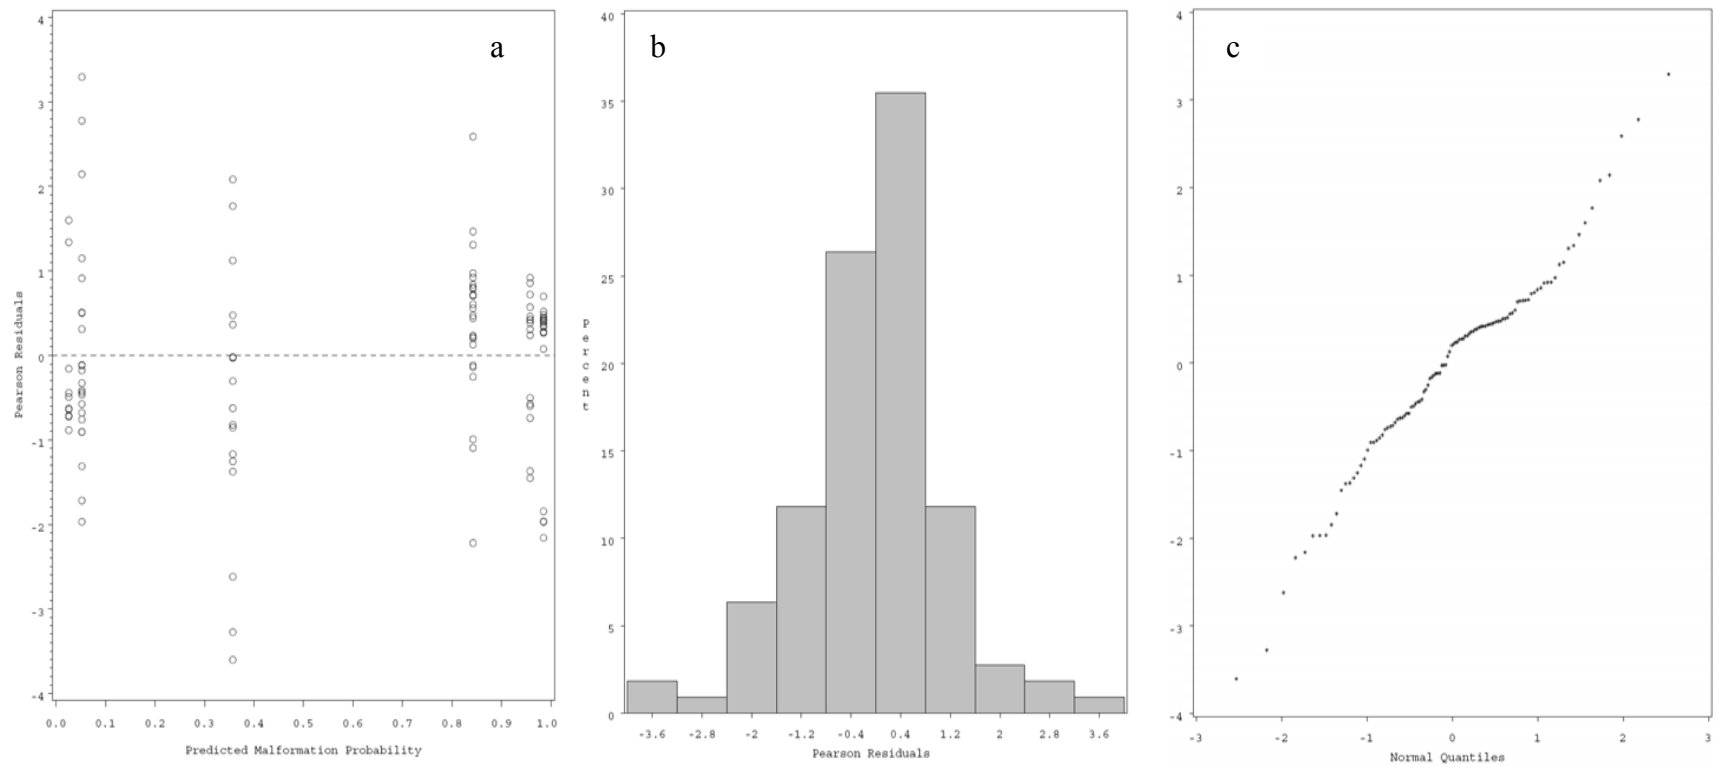 a
4
3
2
1
0
-1
-2
-3
-4
Pearson Residuals
0.0 0.1 0.2 0.3 0.4 0.5 0.6 0.7 0.8 0.9 1.0
Predicted Malformation Probability
b
40
35
30
25
20
15
10
5
0
Percent
-3.6 -2.8 -2 -1.2 -0.4 0.4 1.2 2 2.8 3.6
Pearson Residuals
c
4
3
2
1
0
-1
-2
-3
-4
-3 -2 -1 0 1 2 3
Normal Quantiles